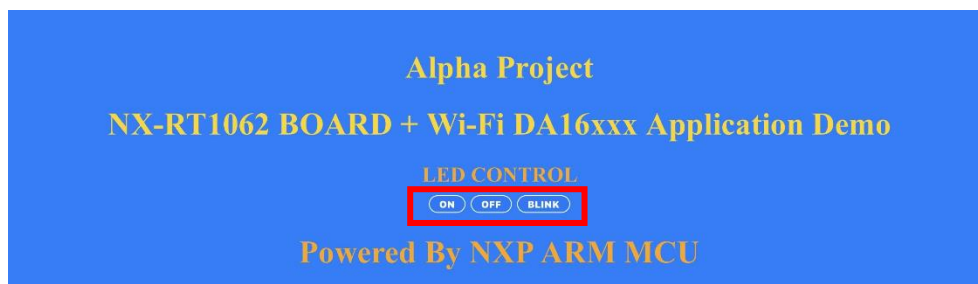 Alpha Project
NX-RT1062 BOARD + Wi-Fi DA16xxx Application Demo
LED CONTROL
ON OFF BLINK
Powered By NXP ARM MCU